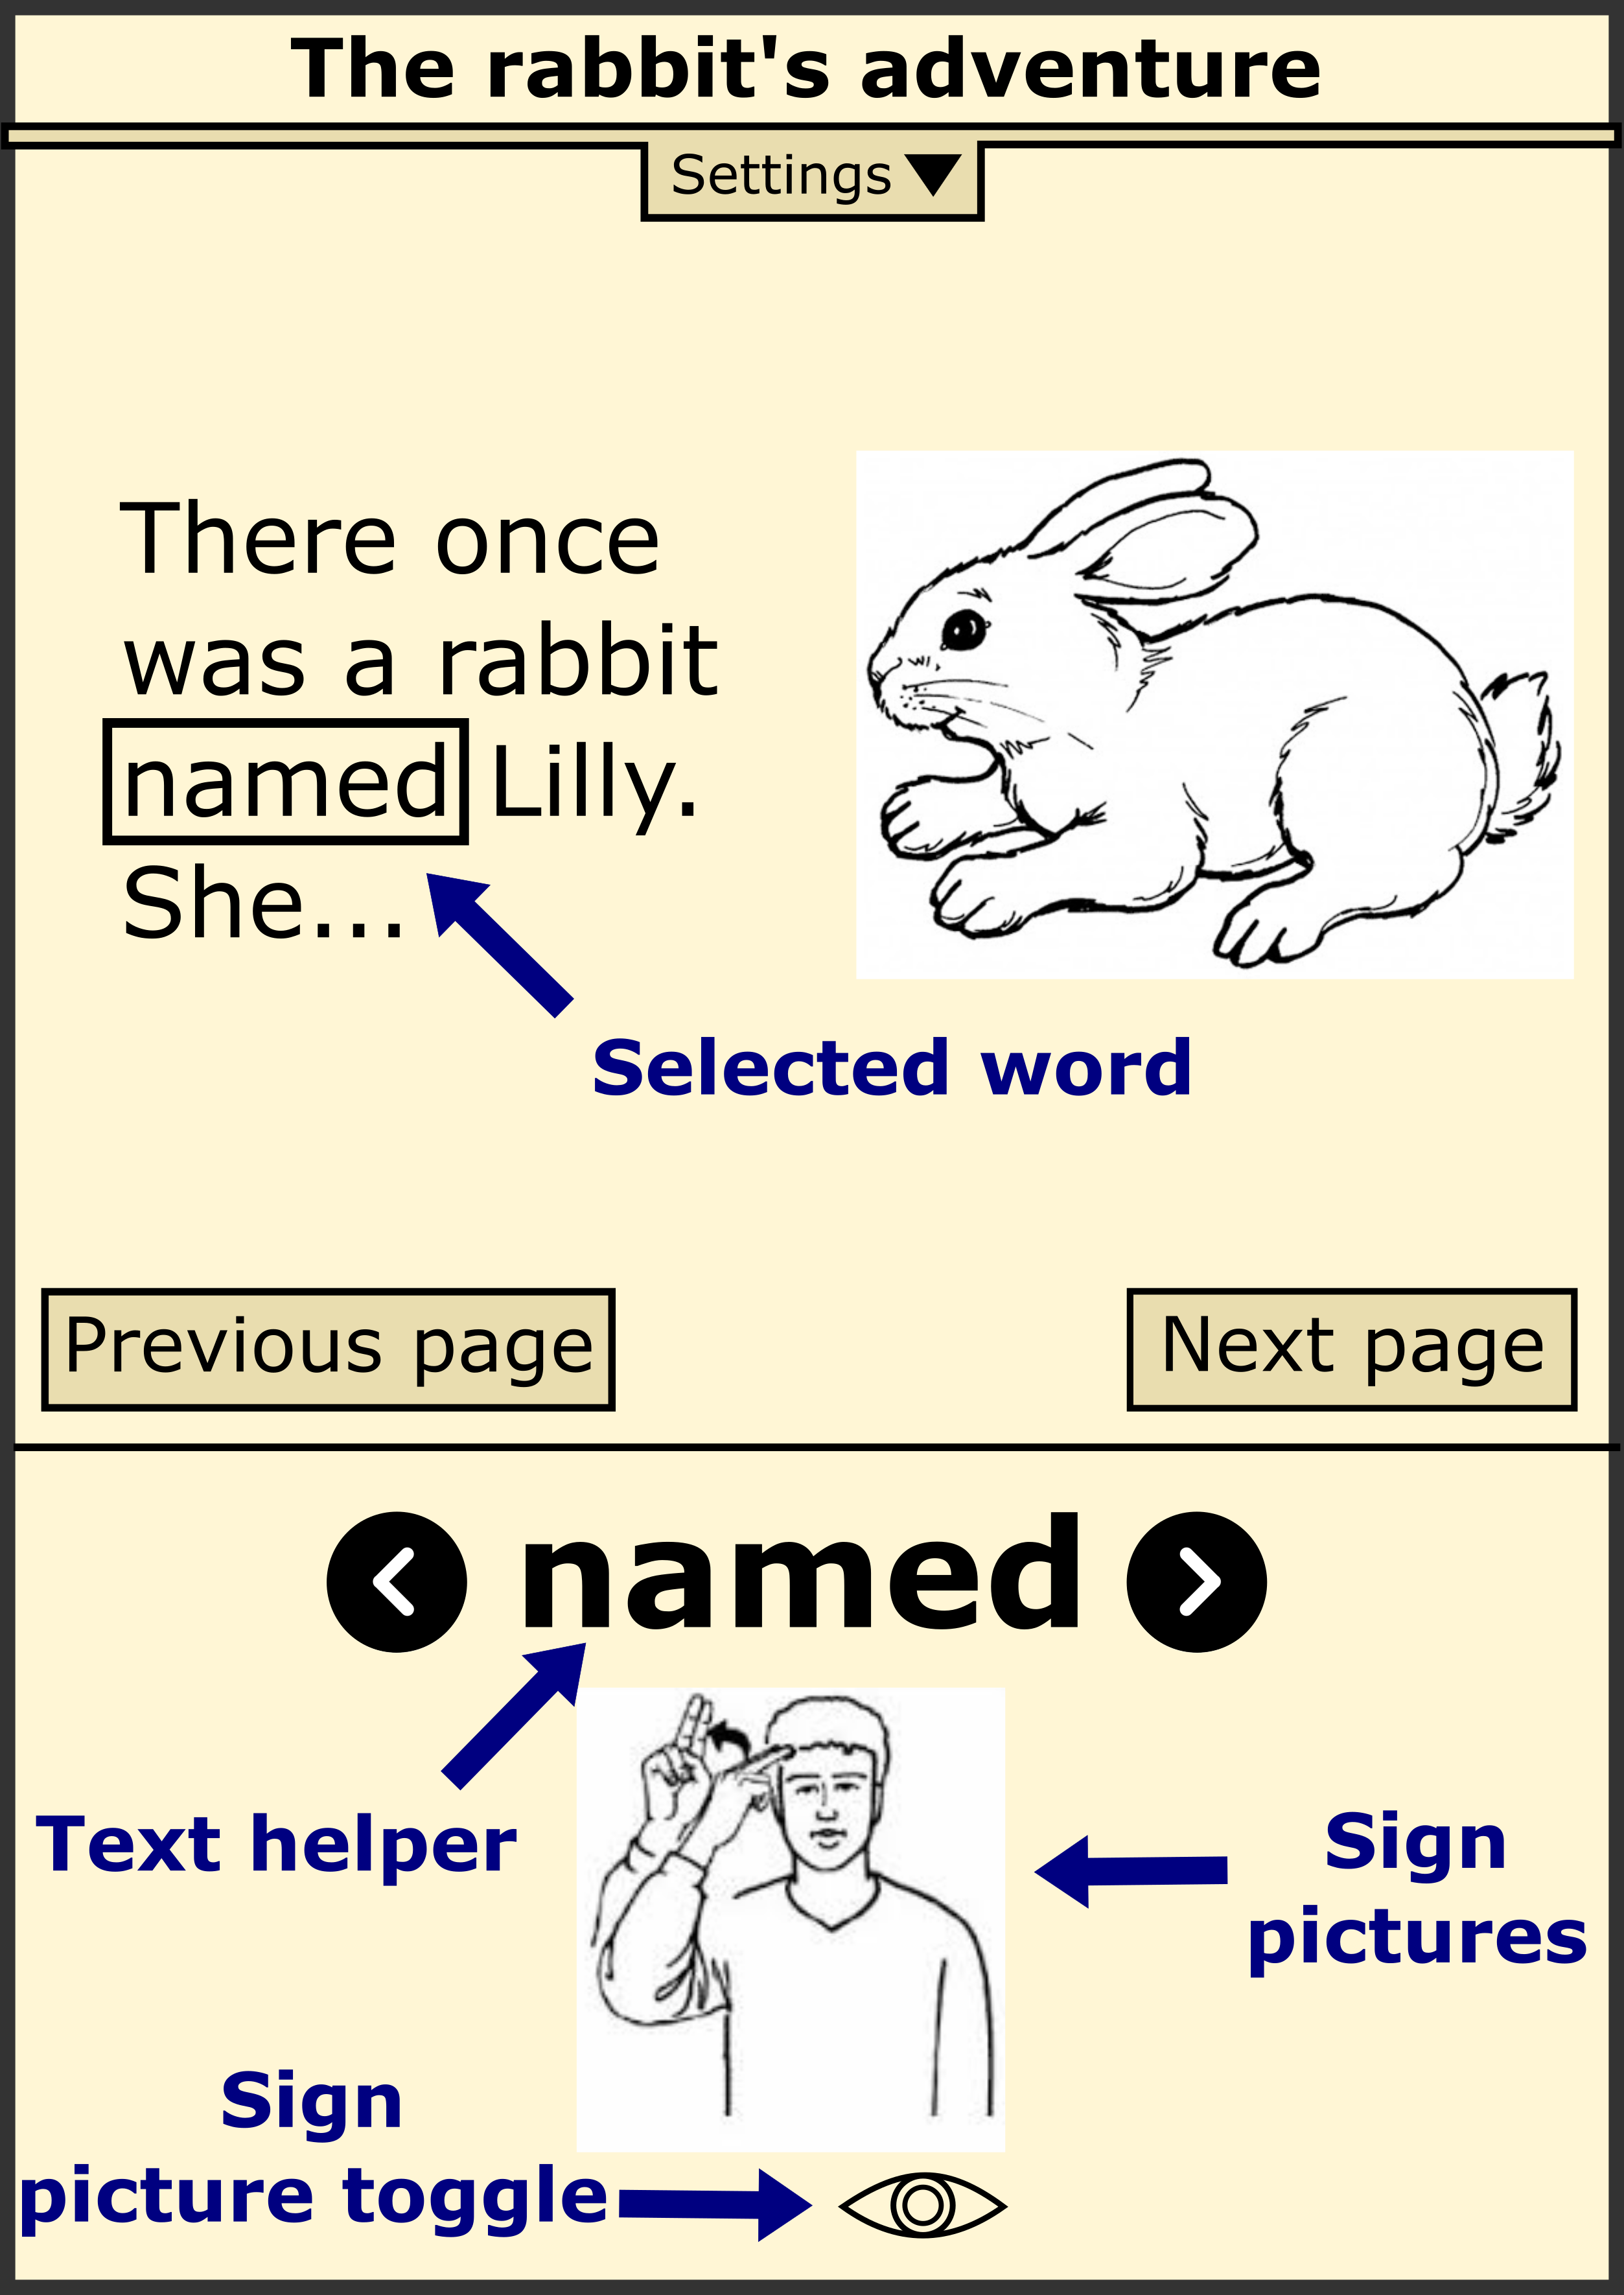 The rabbit's adventure
Settings
There once
was a rabbit
named Lilly.
She...
Selected word
Previous page
Next page
named
Text helper
Sign
pictures
Sign
picture toggle